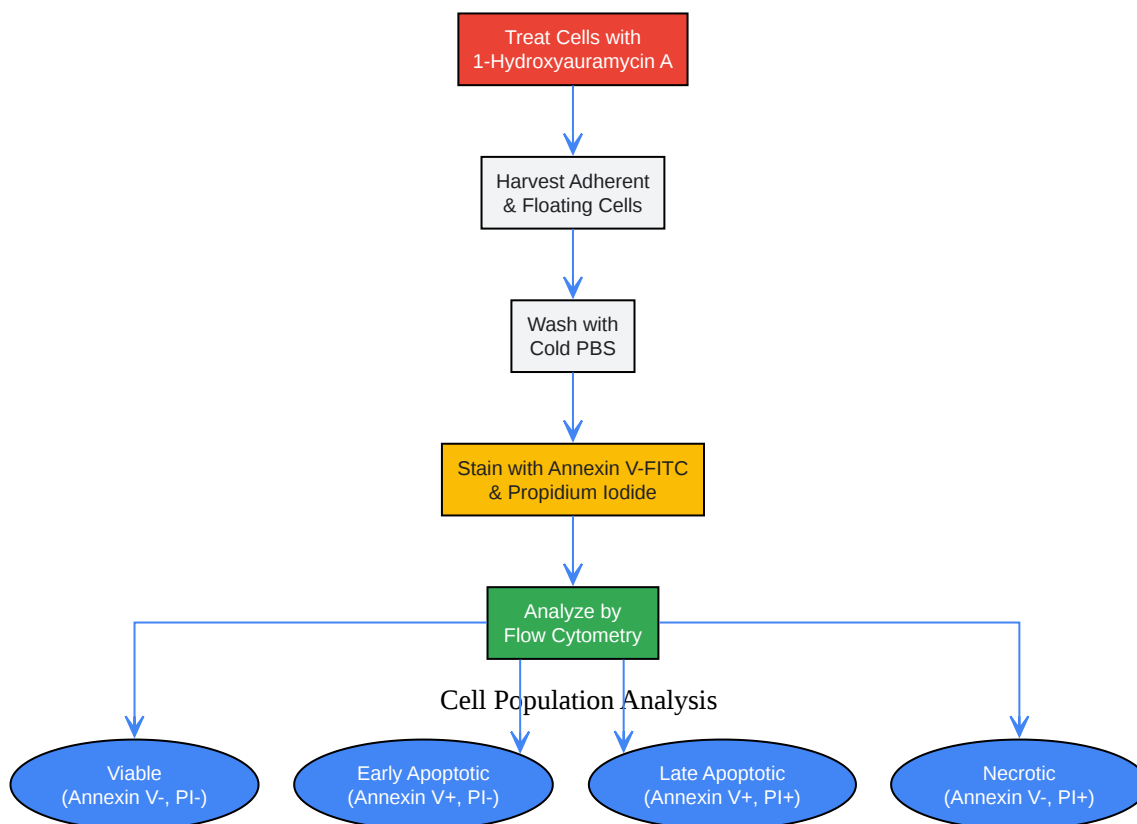 Treat Cells with
1-Hydroxyauramycin A
Harvest Adherent
& Floating Cells
Wash with
Cold PBS
Stain with Annexin V-FITC
& Propidium Iodide
Analyze by
Flow Cytometry
Cell Population Analysis
Viable
(Annexin V-, PI-)
Early Apoptotic
(Annexin V+, PI-)
Late Apoptotic
(Annexin V+, PI+)
Necrotic
(Annexin V-, PI+)